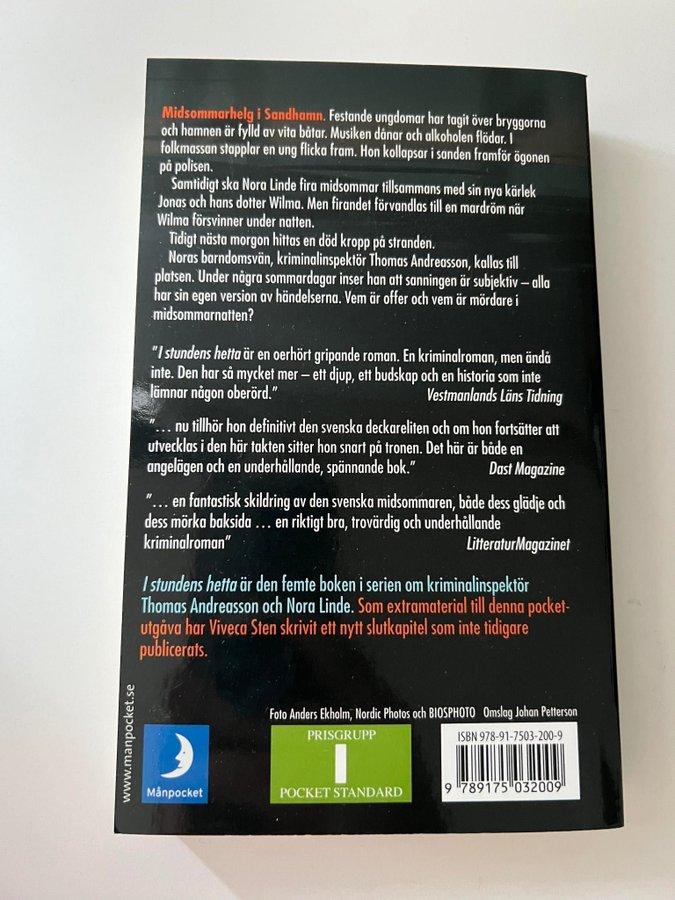 Midsommarhelg i Sandhamn. Festande ungdomar har tagit över bryggorna
och hamnen är fylld av vita båtar. Musiken dånar och alkoholen flödar. I
folkmassan stapplar en ung flicka fram. Hon kollapsar i sanden framför ögonen
på polisen.
Samtidigt ska Nora Linde fira midsommar tillsammans med sin nya kärlek
Jonas och hans dotter Wilma. Men firandet förvandlas till en mardröm när
Wilma försvinner under natten.
Tidigt nästa morgon hittas en död kropp på stranden.
Noras barndomsvän, kriminalinspektör Thomas Andreasson, kallas till
platsen. Under några sommardagar inser han att sanningen är subjektiv – alla
har sin egen version av händelserna. Vem är offer och vem är mördare i
midsommarnatten?
"I stundens hetta är en oerhört gripande roman. En kriminalroman, men ändå
inte. Den har så mycket mer – ett djup, ett budskap och en historia som inte
lämnar någon oberörd." Vestmanlands Läns Tidning
"… nu tillhör hon definitivt den svenska deckareliten och om hon fortsätter att
utvecklas i den här takten sitter hon snart på tronen. Det här är både en
angelägen och en underhållande, spännande bok." Dast Magazine
"… en fantastisk skildring av den svenska midsommaren, både dess glädje och
dess mörka baksida … en riktigt bra, trovärdig och underhållande
kriminalroman" LitteraturMagazinet
I stundens hetta är den femte boken i serien om kriminalinspektör
Thomas Andreasson och Nora Linde. Som extramaterial till denna pocket-
utgåva har Viveca Sten skrivit ett nytt slutkapitel som inte tidigare
publicerats.
www.manpocket.se
Foto Anders Ekholm, Nordic Photos och BIOSPHOTO Omslag Johan Petterson
Månpocket
PRISGRUPP
1
POCKET STANDARD
ISBN 978-91-7503-200-9
9 789175 032009